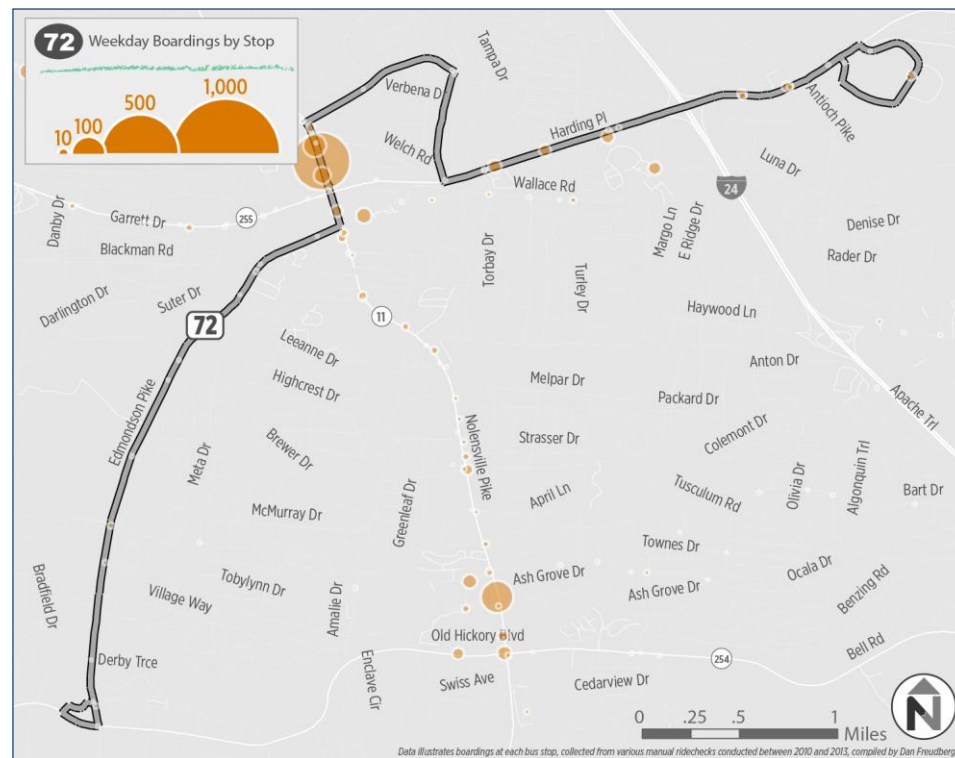 72 Weekday Boardings by Stop
10 100 500 1,000
Tampa Dr
Verbena D
Welch Rd
Harding Pl
Antioch Pike
Luna Dr
Wallace Rd
24
Danby Dr
Garrett Dr
255
Blackman Rd
Margo Ln
E Ridge Dr
Denise Dr
Rader Dr
Torbey Dr
Turley Dr
Darlington Dr
Suter Dr
72
11
Haywood Ln
Leeanne Dr
Highcrest Dr
Melpar Dr
Anton Dr
Packard Dr
Apache Trl
Edmondson Pike
Nolensville Pike
Strasser Dr
Colemont Dr
Meta Dr
Brewer Dr
Greenleaf Dr
April Ln
Tusculum Rd
Olivia Dr
Algonquin Trl
Bart Dr
McMurray Dr
Townes Dr
Bradfield Dr
Tobylynn Dr
Village Way
Amalie Dr
Ash Grove Dr
Ash Grove Dr
Ocala Dr
Benzing Rd
Old Hickory Blvd
Bell Rd
Derby Trce
Enclave Cir
Swiss Ave
254
Cedarview Dr
N
0 .25 .5 1
Miles
Data illustrates boardings at each bus stop, collected from various manual ridechecks conducted between 2010 and 2013, compiled by Dan Freudberg